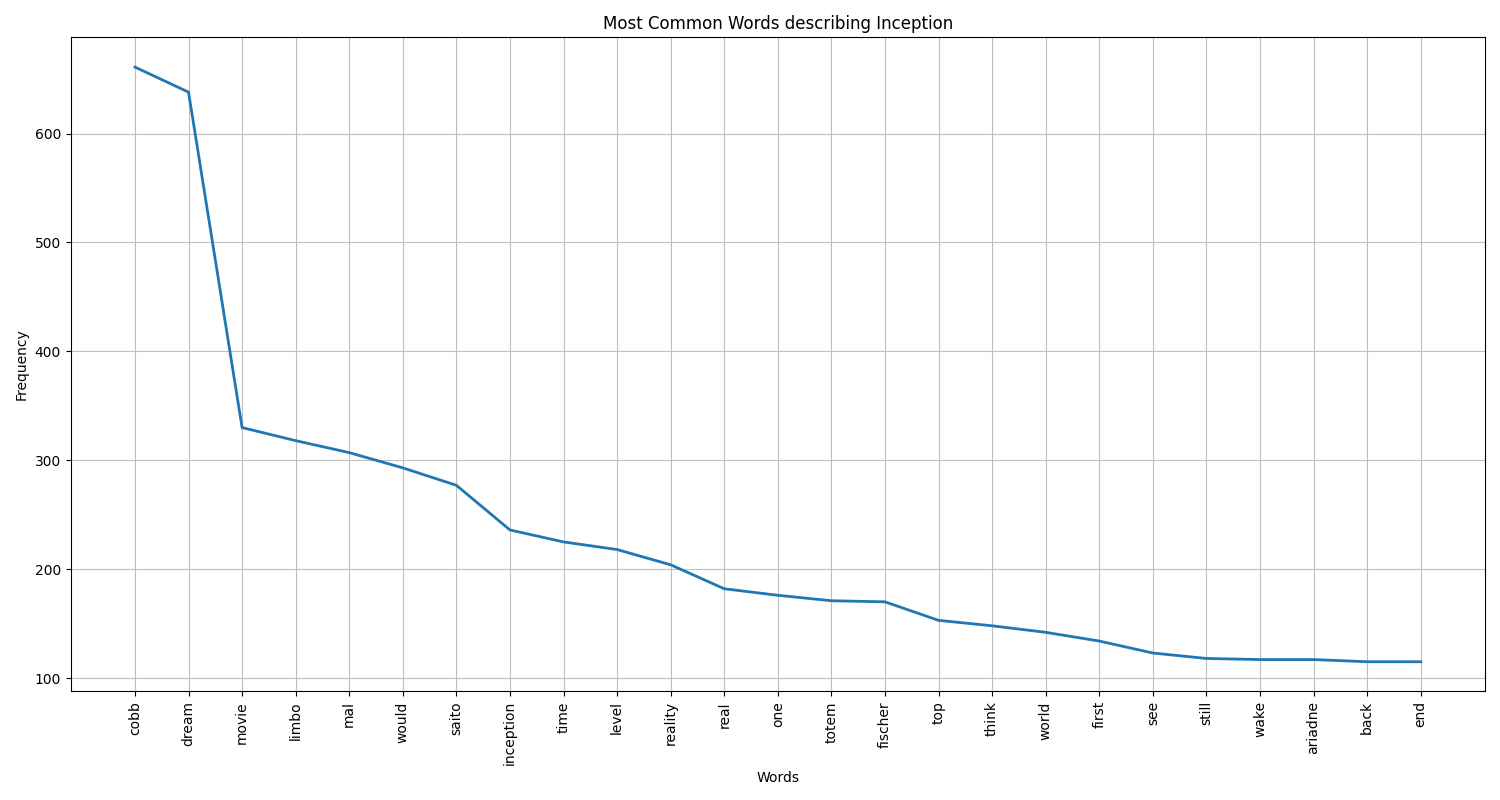 Most Common Words describing Inception
Frequency
600
500
400
300
200
100
cobb
dream
movie
limbo
mal
would
saito
inception
time
level
reality
real
one
totem
fischer
top
think
world
first
see
still
wake
ariadne
back
end
Words